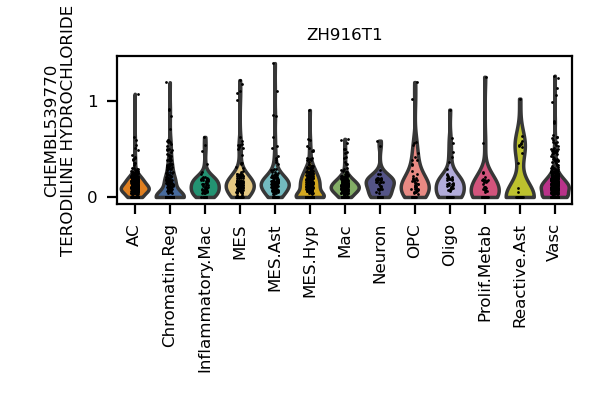 ZH916T1
CHEMBL539770
TERODILINE HYDROCHLORIDE
1
0
AC
Chromatin.Reg
Inflammatory.Mac
MES
MES.Ast
MES.Hyp
Mac
Neuron
OPC
Oligo
Prolif.Metab
Reactive.Ast
Vasc